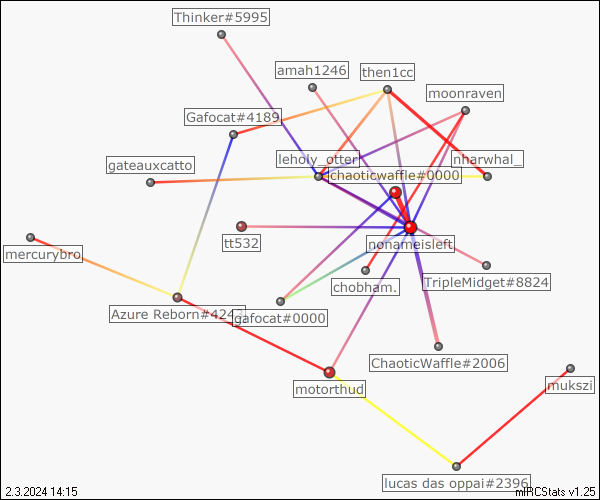 Thinker#5995
amah1246
then1cc
moonraven
Gafocat#4189
leholy_otter
nharwhal_
gateauxcatto
chaoticwaffle#0000
tt532
nonameisleft
mercurybro
chobham.
TripleMidget#8824
Azure Reborn#4243
gafocat#0000
ChaoticWaffle#2006
motorthud
mukszi
lucas das oppai#2396
2.3.2024 14:15
mIRCStats v1.25